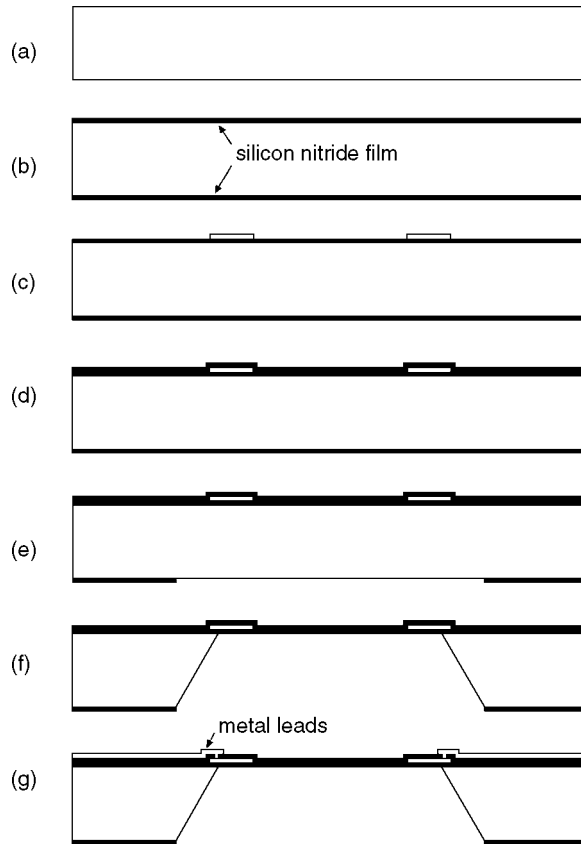 (a)
(b)
silicon nitride film
(c)
(d)
(e)
(f)
metal leads
(g)